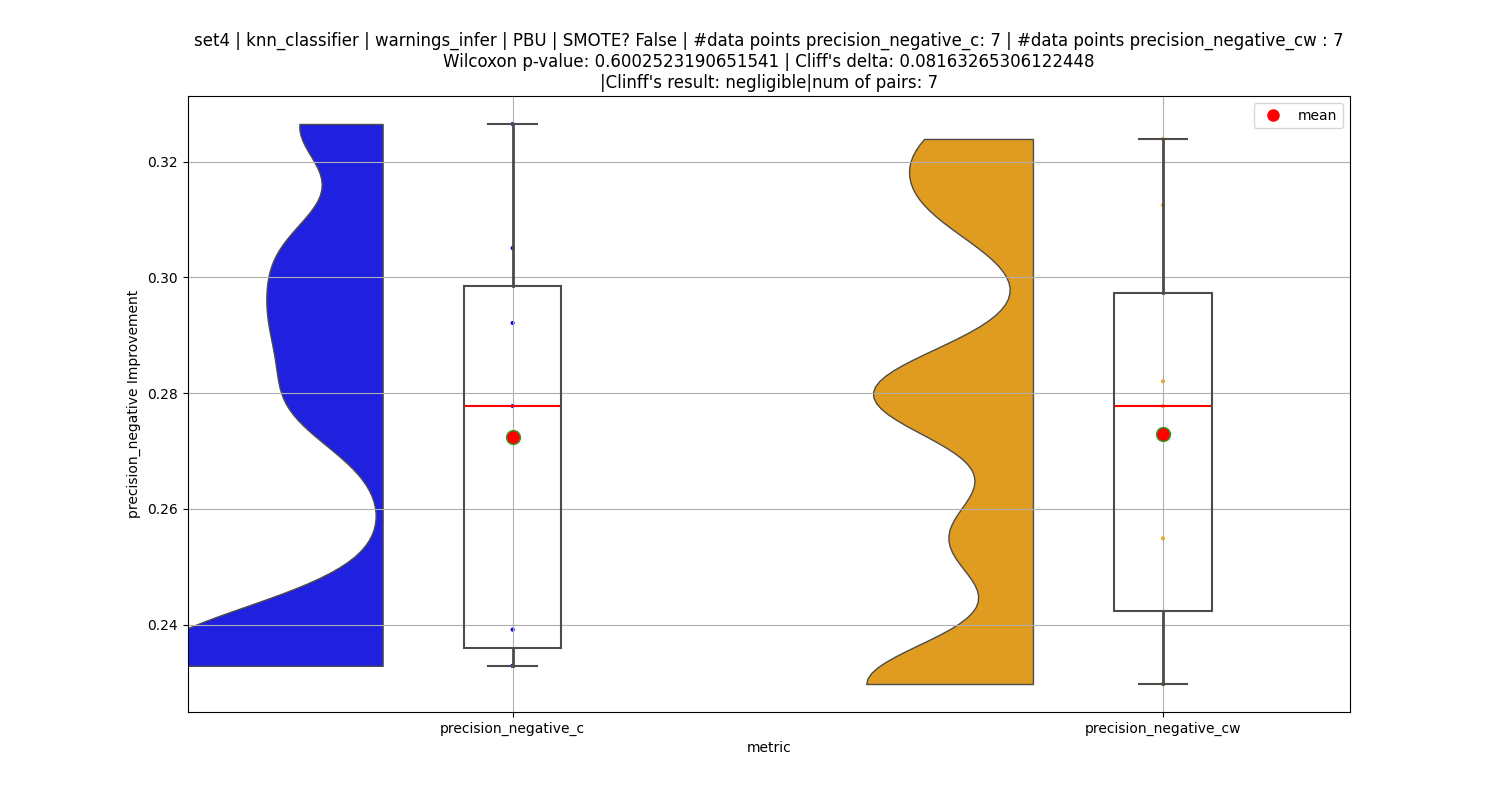 set4 | knn_classifier | warnings_infer | PBU | SMOTE? False | #data points precision_negative_c: 7 | #data points precision_negative_cw : 7
Wilcoxon p-value: 0.6002523190651541 | Cliff's delta: 0.08163265306122448
|Clinff's result: negligible|num of pairs: 7
mean
0.32
0.30
0.28
0.26
0.24
precision_negative Improvement
precision_negative_c
precision_negative_cw
metric